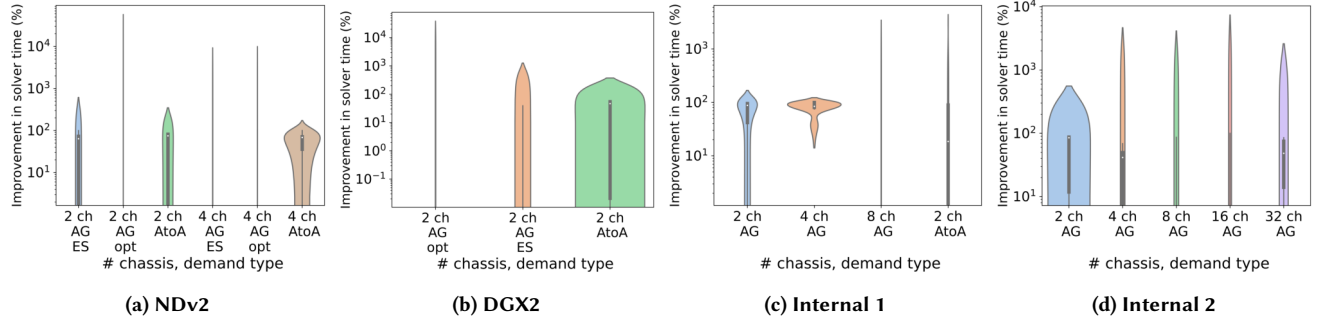 Improvement in solver time (%)
10⁴
10³
10²
10¹
2 ch 2 ch 2 ch 4 ch 4 ch 4 ch
AG AG AtoA AG AG AtoA
ES opt ES opt
# chassis, demand type
(a) NDv2
Improvement in solver time (%)
10⁴
10³
10²
10¹
10⁰
10⁻¹
2 ch 2 ch 2 ch
AG AG AtoA
opt ES
# chassis, demand type
(b) DGX2
Improvement in solver time (%)
10³
10²
10¹
2 ch 4 ch 8 ch 2 ch
AG AG AG AtoA
# chassis, demand type
(c) Internal 1
Improvement in solver time (%)
10⁴
10³
10²
10¹
2 ch 4 ch 8 ch 16 ch 32 ch
AG AG AG AG AG
# chassis, demand type
(d) Internal 2